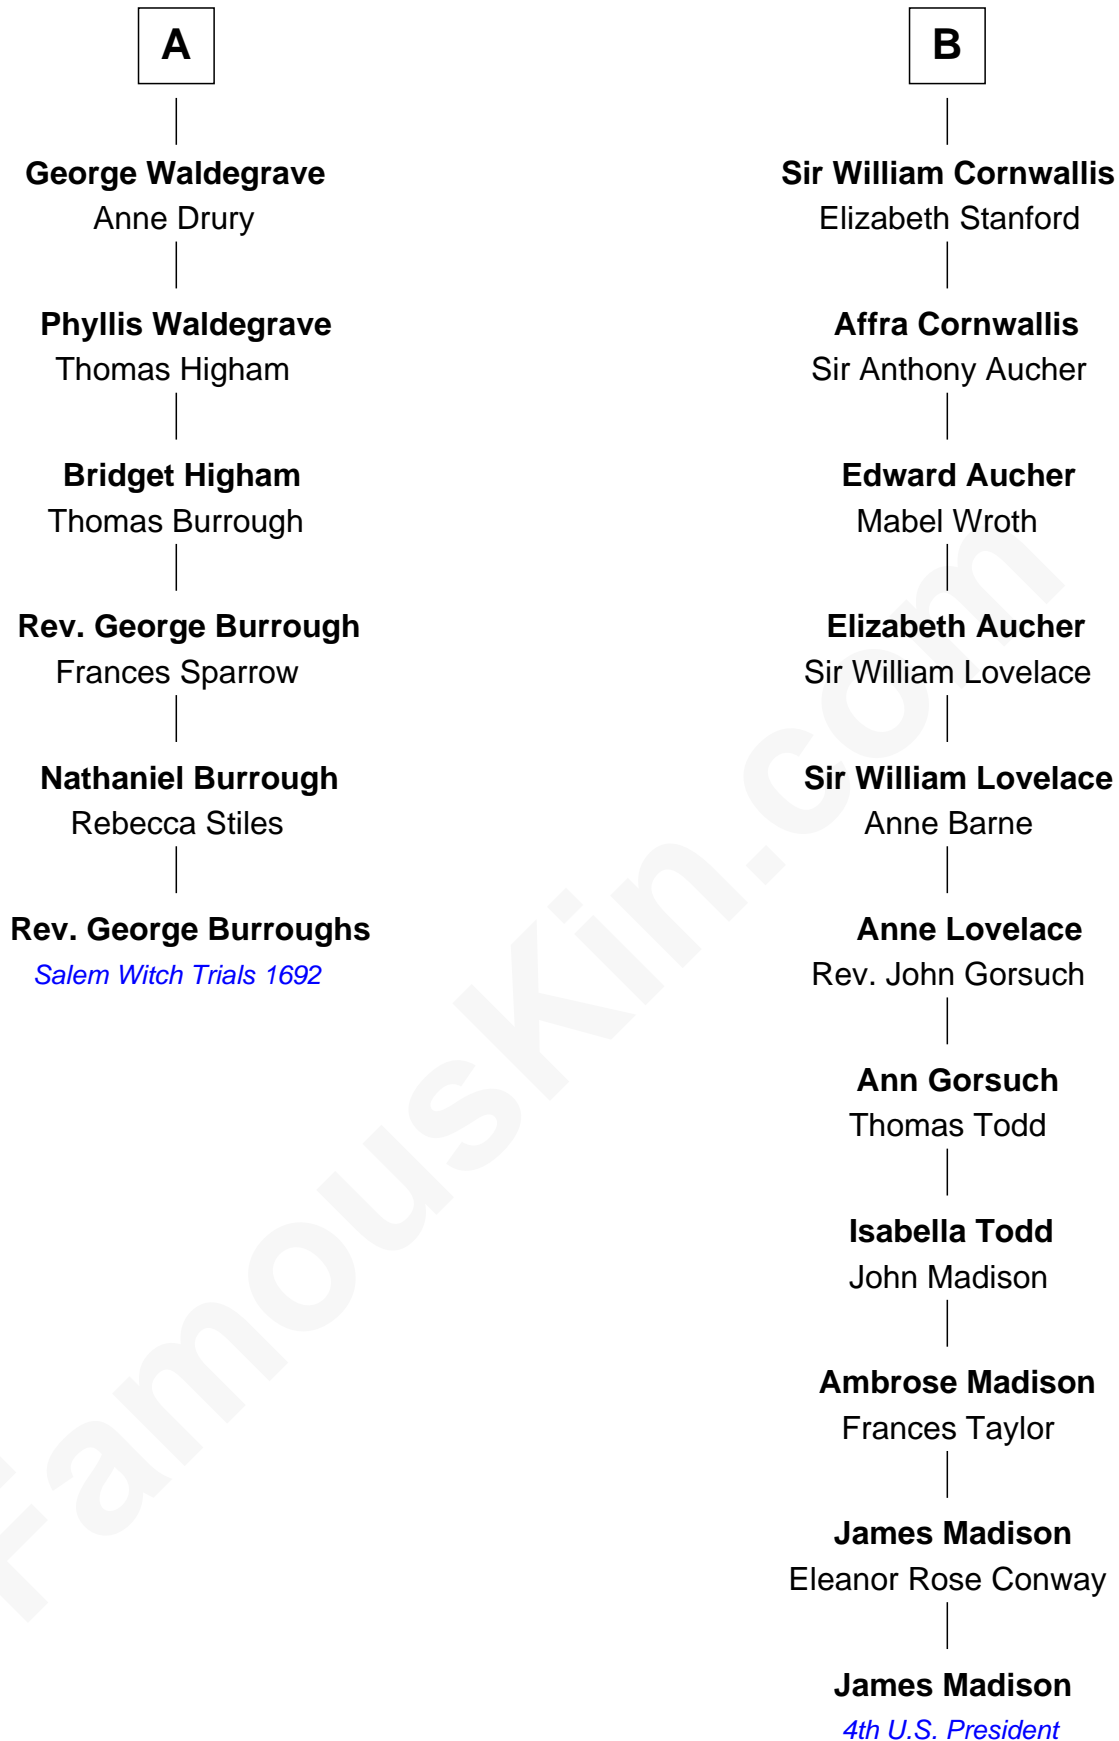 A
George Waldegrave
Anne Drury
Phyllis Waldegrave
Thomas Higham
Bridget Higham
Thomas Burrough
Rev. George Burrough
Frances Sparrow
Nathaniel Burrough
Rebecca Stiles
Rev. George Burroughs
Salem Witch Trials 1692
B
Sir William Cornwallis
Elizabeth Stanford
Affra Cornwallis
Sir Anthony Aucher
Edward Aucher
Mabel Wroth
Elizabeth Aucher
Sir William Lovelace
Sir William Lovelace
Anne Barne
Anne Lovelace
Rev. John Gorsuch
Ann Gorsuch
Thomas Todd
Isabella Todd
John Madison
Ambrose Madison
Frances Taylor
James Madison
Eleanor Rose Conway
James Madison
4th U.S. President
FamousKin.com